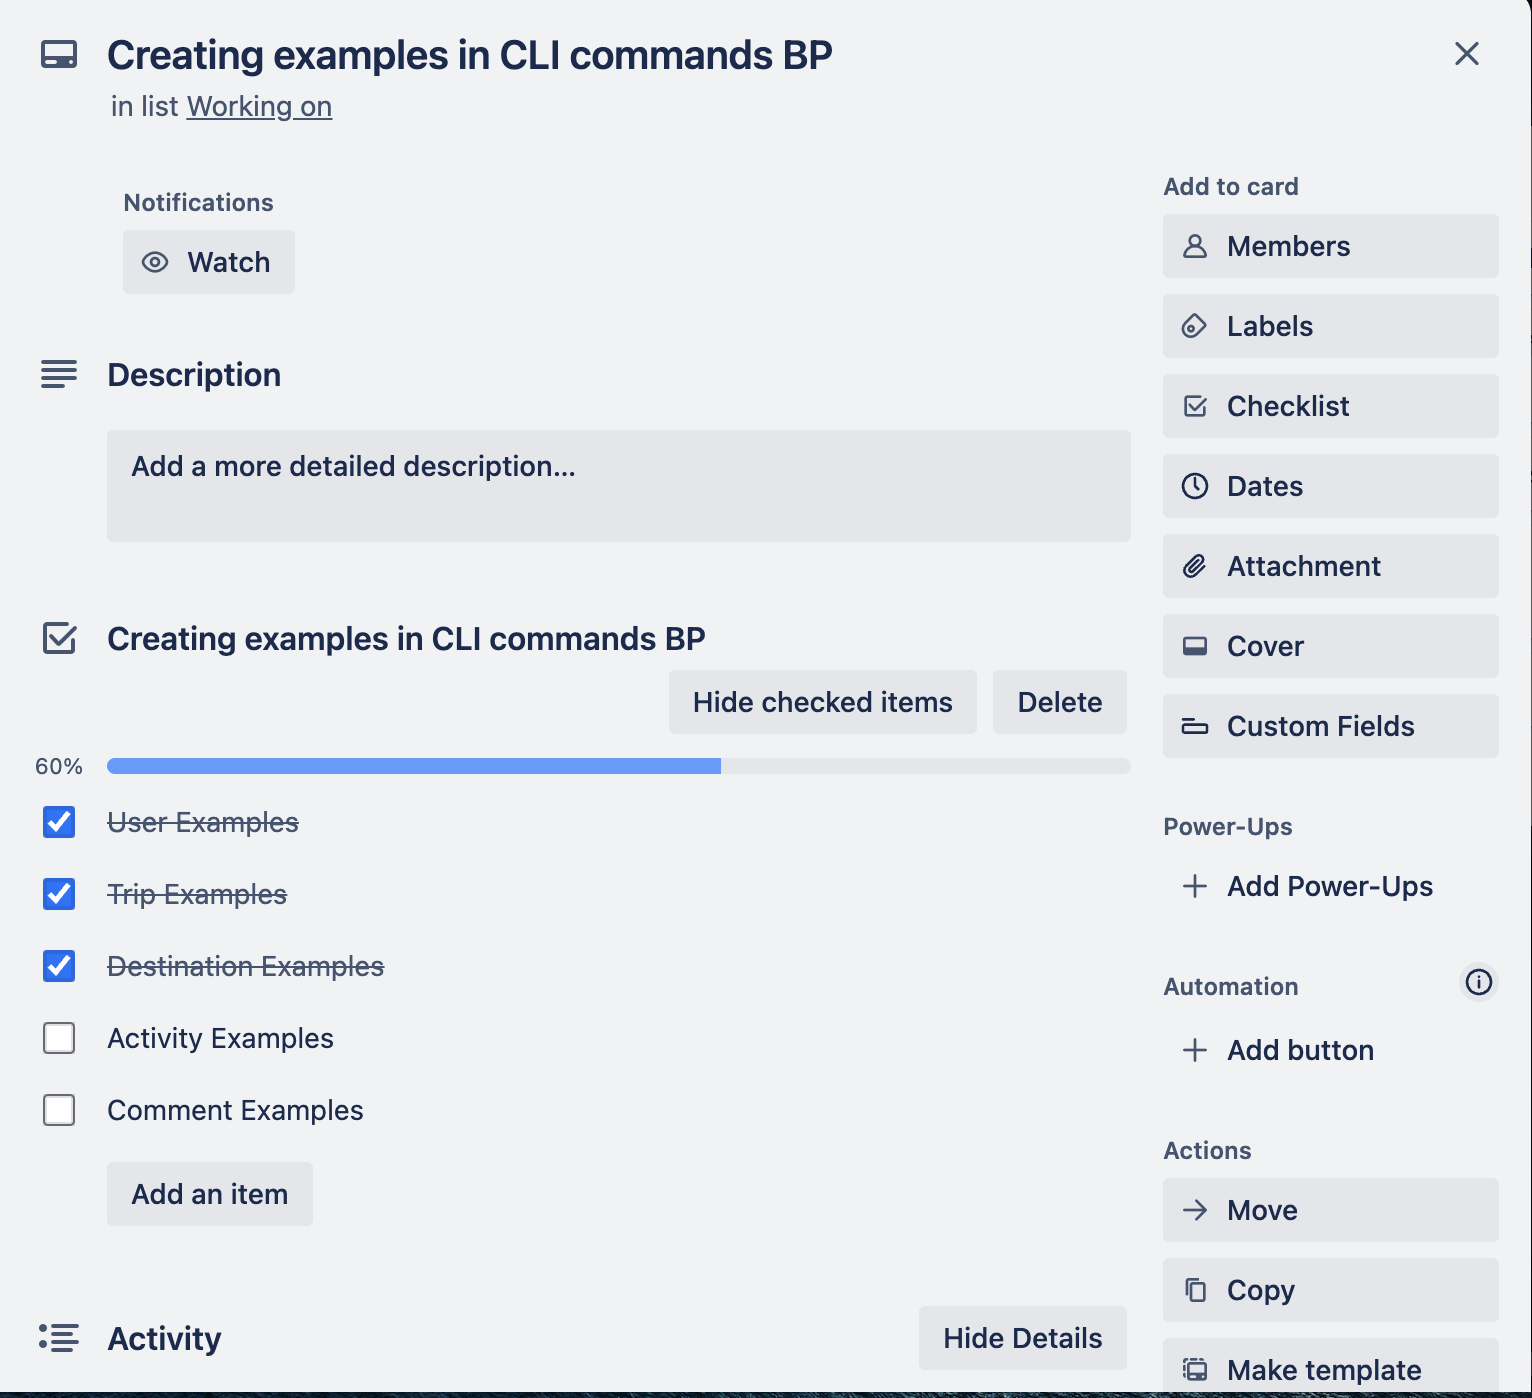 Creating examples in CLI commands BP
in list Working on
Notifications
Watch
Description
Add a more detailed description...
Creating examples in CLI commands BP
Hide checked items
Delete
60%
User Examples
Trip Examples
Destination Examples
Activity Examples
Comment Examples
Add an item
Activity
Hide Details
Add to card
Members
Labels
Checklist
Dates
Attachment
Cover
Custom Fields
Power-Ups
Add Power-Ups
Automation
Add button
Actions
Move
Copy
Make template